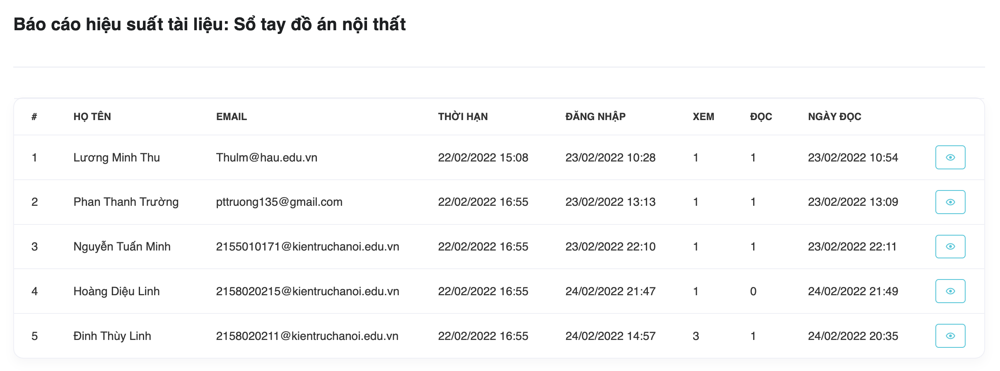 Báo cáo hiệu suất tài liệu: Sổ tay đồ án nội thất
# HỌ TÊN EMAIL THỜI HẠN ĐĂNG NHẬP XEM ĐỌC NGÀY ĐỌC
1 Lương Minh Thu Thulm@hau.edu.vn 22/02/2022 15:08 23/02/2022 10:28 1 1 23/02/2022 10:54
2 Phan Thanh Trường pttruong135@gmail.com 22/02/2022 16:55 23/02/2022 13:13 1 1 23/02/2022 13:09
3 Nguyễn Tuấn Minh 2155010171@kientruchanoi.edu.vn 22/02/2022 16:55 23/02/2022 22:10 1 1 23/02/2022 22:11
4 Hoàng Diệu Linh 2158020215@kientruchanoi.edu.vn 22/02/2022 16:55 24/02/2022 21:47 1 0 24/02/2022 21:49
5 Đinh Thùy Linh 2158020211@kientruchanoi.edu.vn 22/02/2022 16:55 24/02/2022 14:57 3 1 24/02/2022 20:35